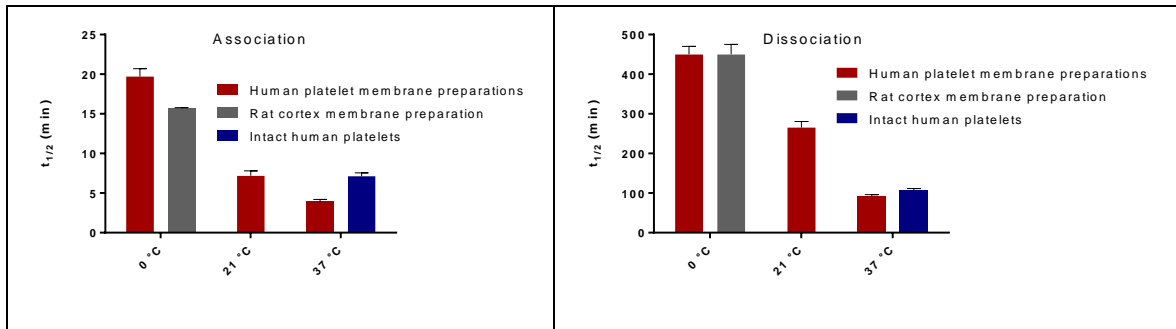 Association
25
20
15
10
5
0
t1/2 (min)
Human platelet membrane preparations
Rat cortex membrane preparation
Intact human platelets
0 °C
21 °C
37 °C
Dissociation
500
400
300
200
100
0
t1/2 (min)
Human platelet membrane preparations
Rat cortex membrane preparation
Intact human platelets
0 °C
21 °C
37 °C